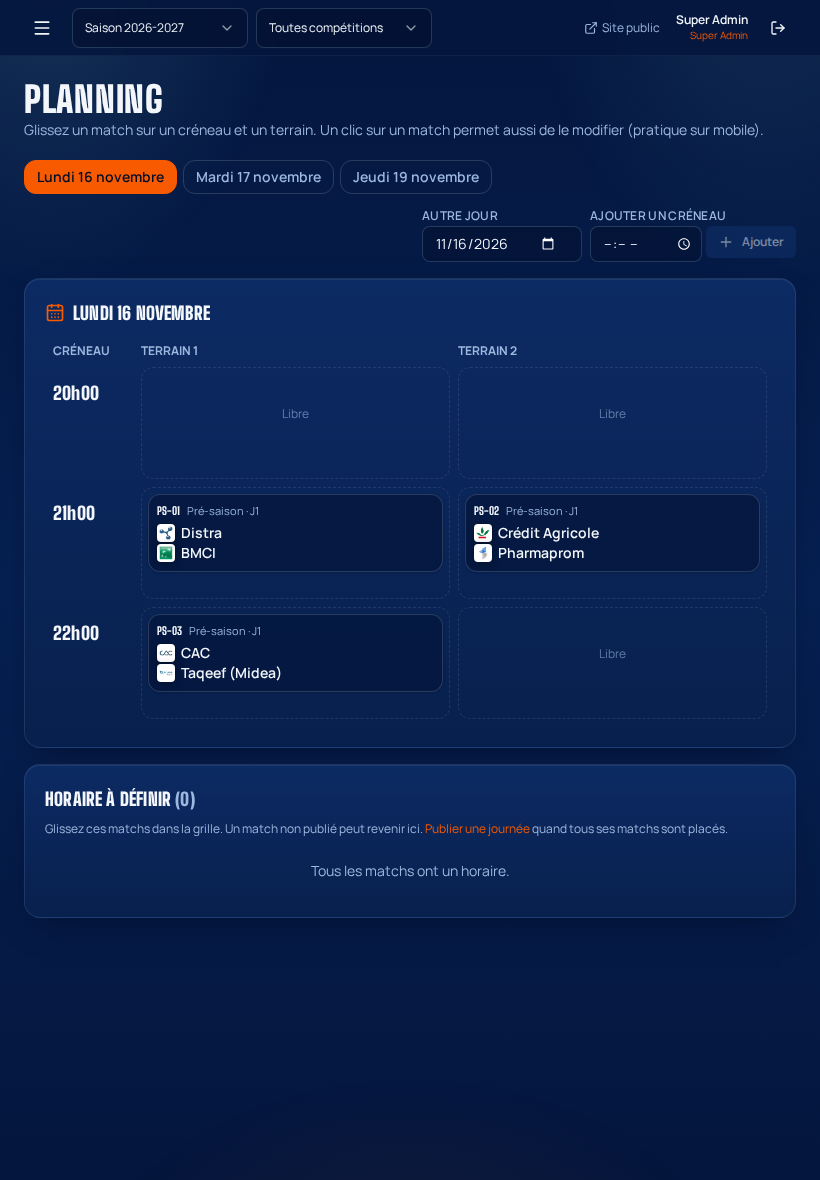 Saison 2026-2027
Toutes compétitions
Site public
Super Admin
Super Admin
PLANNING
Glissez un match sur un créneau et un terrain. Un clic sur un match permet aussi de le modifier (pratique sur mobile).
Lundi 16 novembre
Mardi 17 novembre
Jeudi 19 novembre
AUTRE JOUR
AJOUTER UN CRÉNEAU
11/16/2026
--:-- --
Ajouter
LUNDI 16 NOVEMBRE
CRÉNEAU TERRAIN 1 TERRAIN 2
20h00
Libre
Libre
21h00
PS-01 Pré-saison · J1
Distra
BMCI
PS-02 Pré-saison · J1
Crédit Agricole
Pharmaprom
22h00
PS-03 Pré-saison · J1
CAC
Taqeef (Midea)
Libre
HORAIRE À DÉFINIR (0)
Glissez ces matchs dans la grille. Un match non publié peut revenir ici. Publier une journée quand tous ses matchs sont placés.
Tous les matchs ont un horaire.